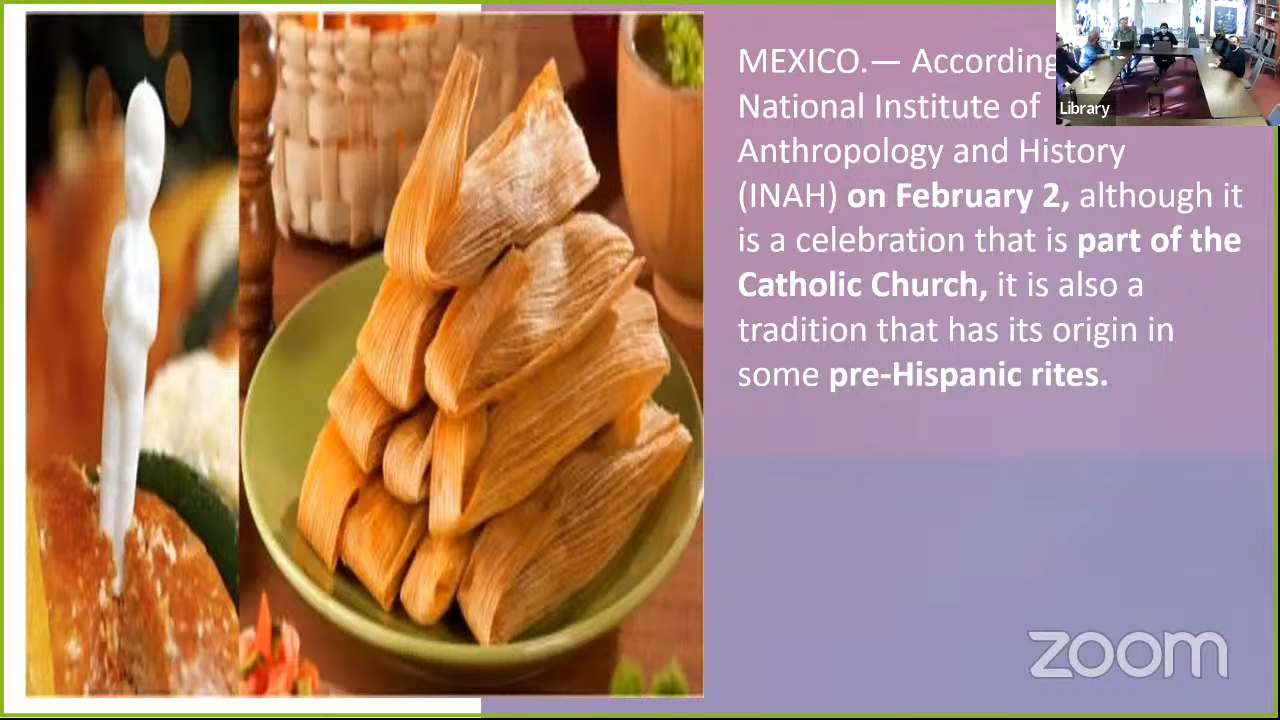 MEXICO.— According
National Institute of
Anthropology and History
(INAH) on February 2, although it
is a celebration that is part of the
Catholic Church, it is also a
tradition that has its origin in
some pre-Hispanic rites.
Library
zoom